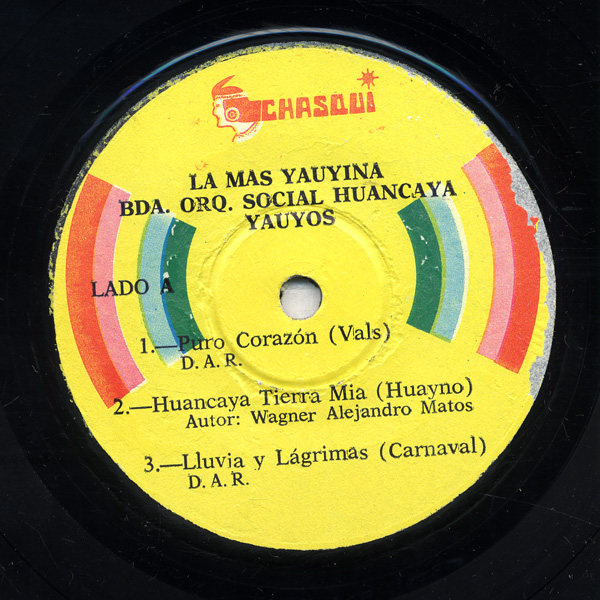 CHASQUI
LA MAS YAUYINA
BDA. ORQ. SOCIAL HUANCAYA
YAUYOS
LADO A
1.—Puro Corazón (Vals)
D. A. R.
2.—Huancaya Tierra Mia (Huayno)
Autor: Wagner Alejandro Matos
3.—Lluvia y Lágrimas (Carnaval)
D. A. R.